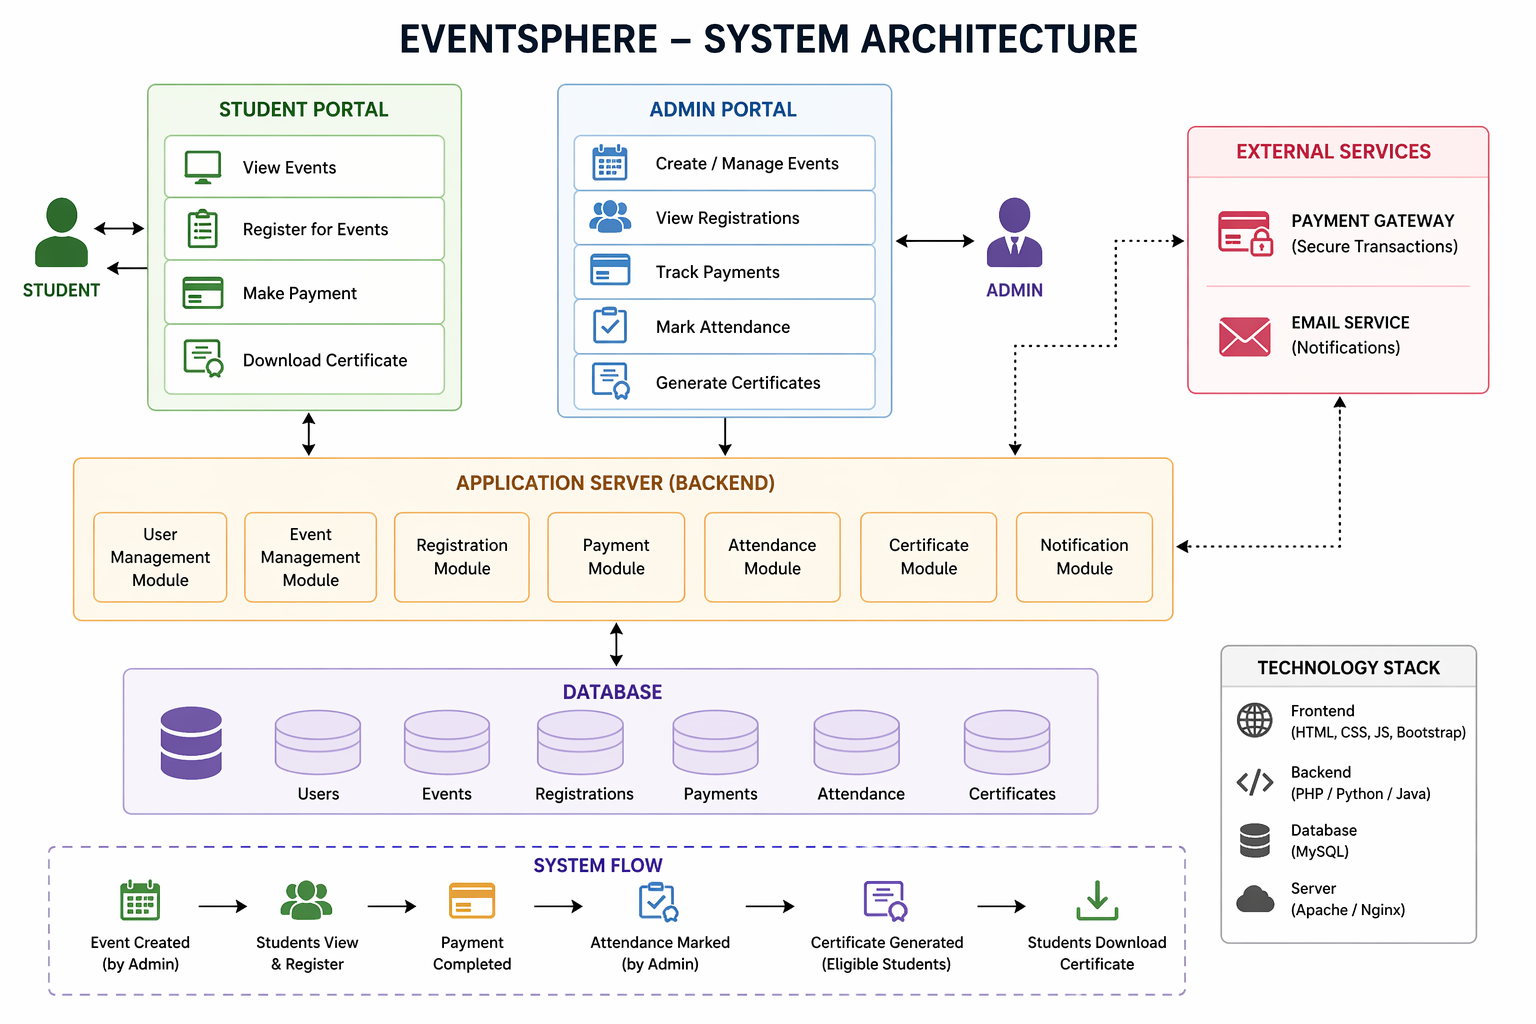 EVENTSPHERE – SYSTEM ARCHITECTURE
STUDENT PORTAL
View Events
Register for Events
Make Payment
Download Certificate
STUDENT
ADMIN PORTAL
Create / Manage Events
View Registrations
Track Payments
Mark Attendance
Generate Certificates
ADMIN
EXTERNAL SERVICES
PAYMENT GATEWAY
(Secure Transactions)
EMAIL SERVICE
(Notifications)
APPLICATION SERVER (BACKEND)
User
Management
Module
Event
Management
Module
Registration
Module
Payment
Module
Attendance
Module
Certificate
Module
Notification
Module
DATABASE
Users
Events
Registrations
Payments
Attendance
Certificates
TECHNOLOGY STACK
Frontend
(HTML, CSS, JS, Bootstrap)
Backend
(PHP / Python / Java)
Database
(MySQL)
Server
(Apache / Nginx)
SYSTEM FLOW
Event Created
(by Admin)
Students View
& Register
Payment
Completed
Attendance Marked
(by Admin)
Certificate Generated
(Eligible Students)
Students Download
Certificate